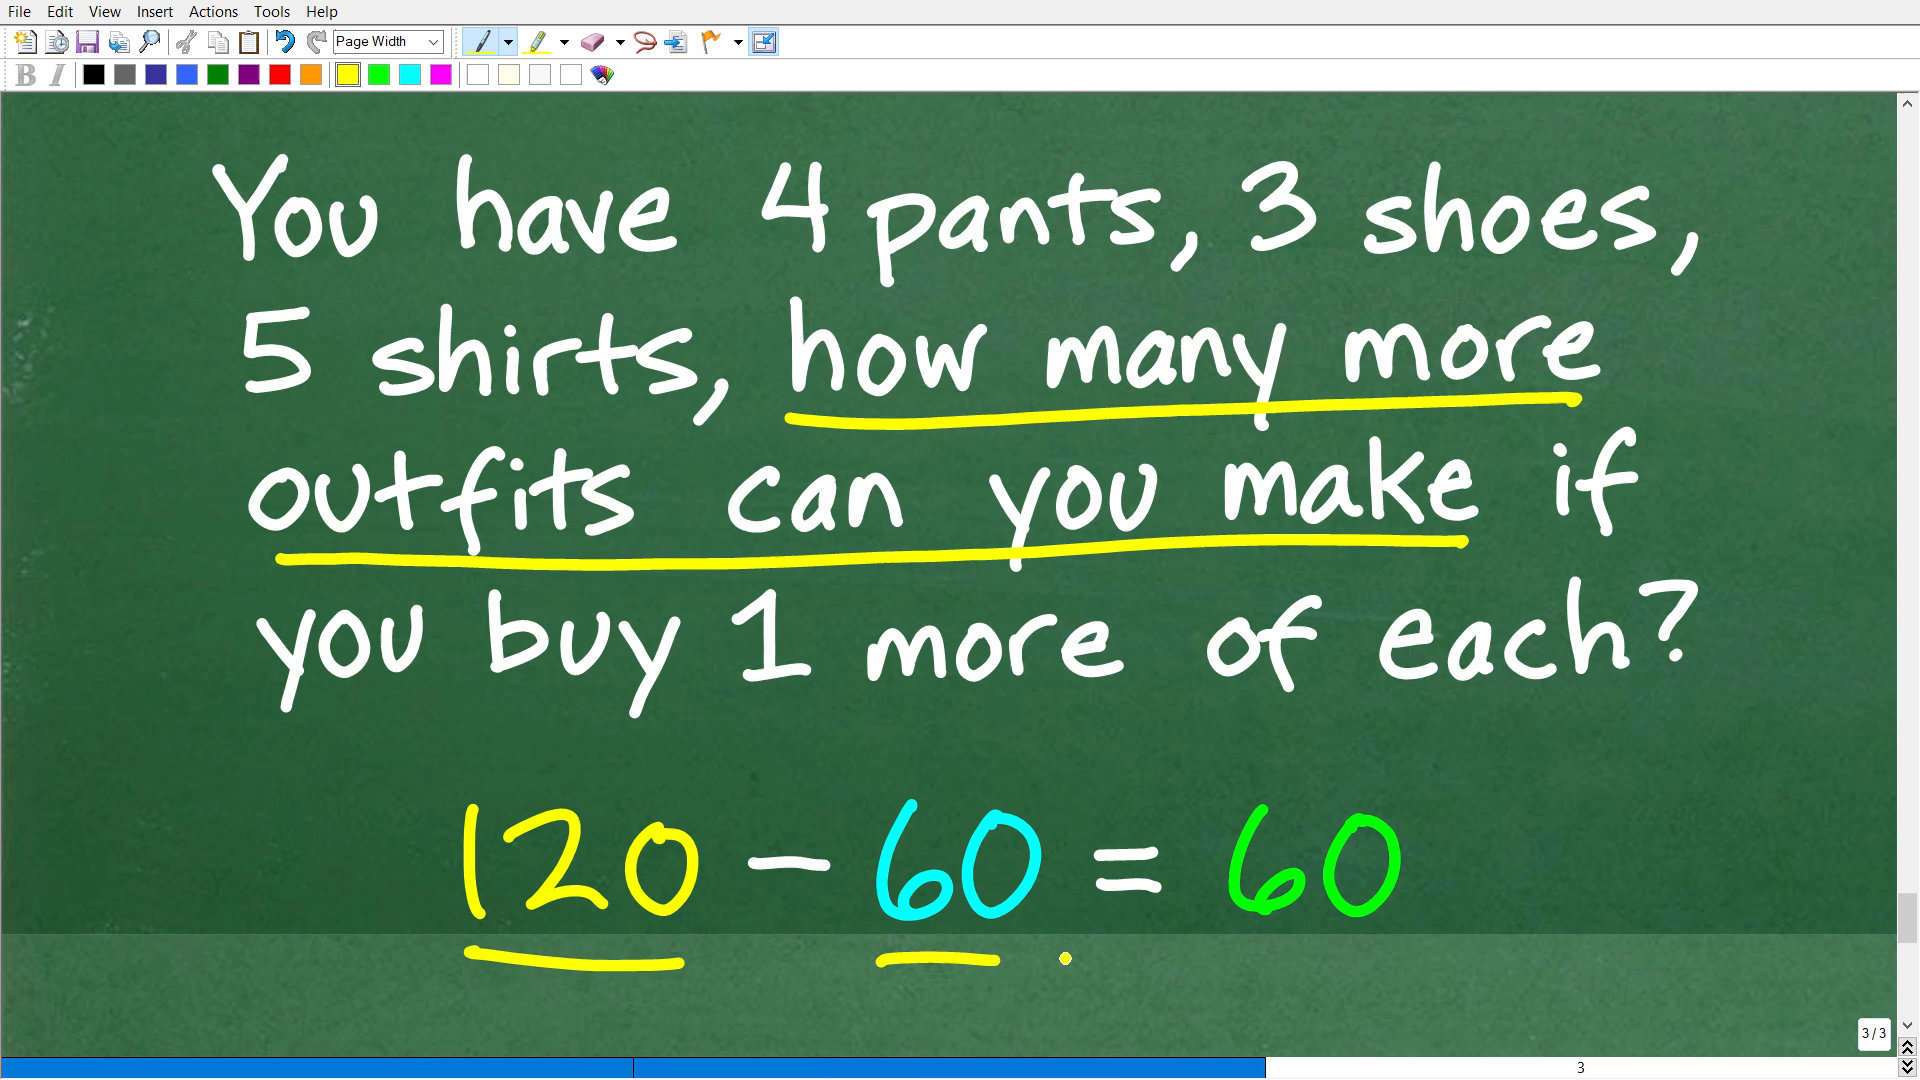 File Edit View Insert Actions Tools Help
Page Width
B I
You have 4 pants, 3 shoes,
5 shirts, how many more
outfits can you make if
you buy 1 more of each?
120 - 60 = 60
3 / 3
3